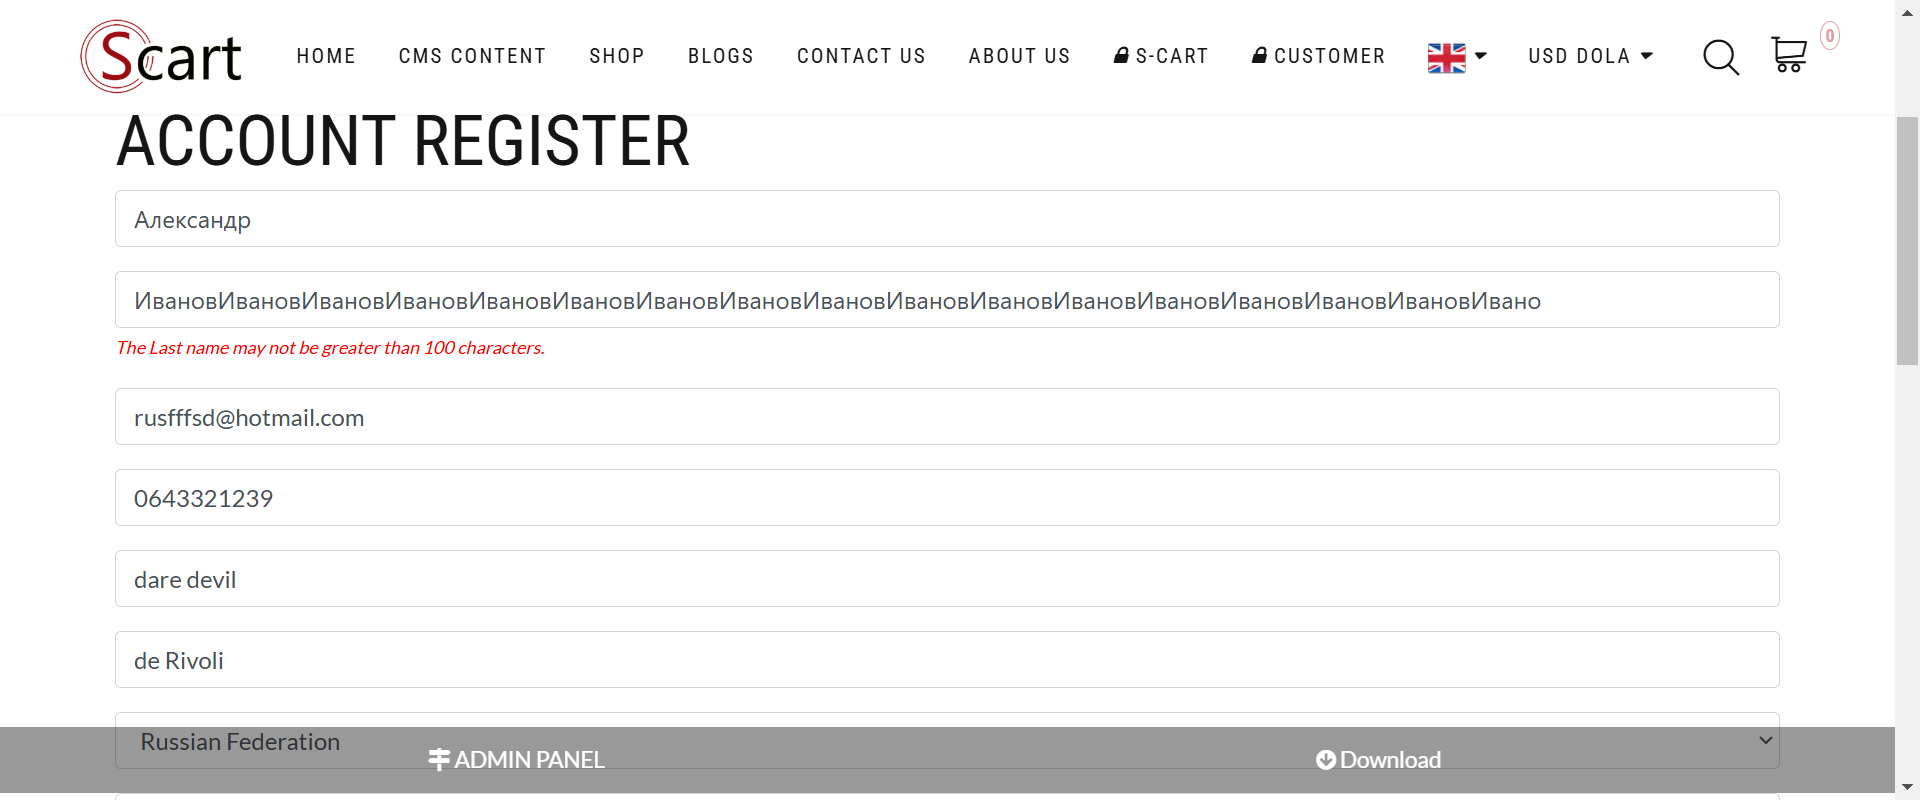 Scart
HOME
CMS CONTENT
SHOP
BLOGS
CONTACT US
ABOUT US
S-CART
CUSTOMER
USD DOLA
0
ACCOUNT REGISTER
Александр
ИвановИвановИвановИвановИвановИвановИвановИвановИвановИвановИвановИвановИвановИвановИвановИвановИвано
The Last name may not be greater than 100 characters.
rusfffsd@hotmail.com
0643321239
dare devil
de Rivoli
Russian Federation
ADMIN PANEL
Download